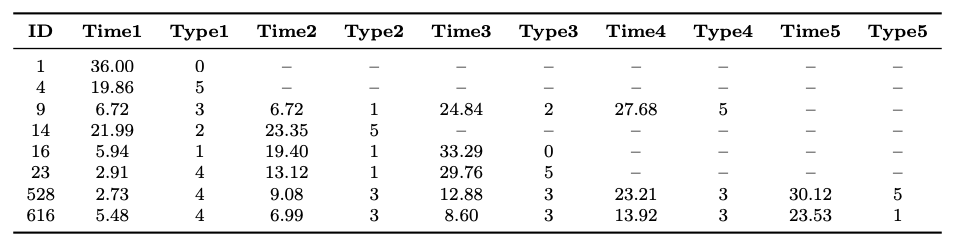 ID Time1 Type1 Time2 Type2 Time3 Type3 Time4 Type4 Time5 Type5
1 36.00 0 – – – – – – – –
4 19.86 5 – – – – – – – –
9 6.72 3 6.72 1 24.84 2 27.68 5 – –
14 21.99 2 23.35 5 – – – – – –
16 5.94 1 19.40 1 33.29 0 – – – –
23 2.91 4 13.12 1 29.76 5 – – – –
528 2.73 4 9.08 3 12.88 3 23.21 3 30.12 5
616 5.48 4 6.99 3 8.60 3 13.92 3 23.53 1